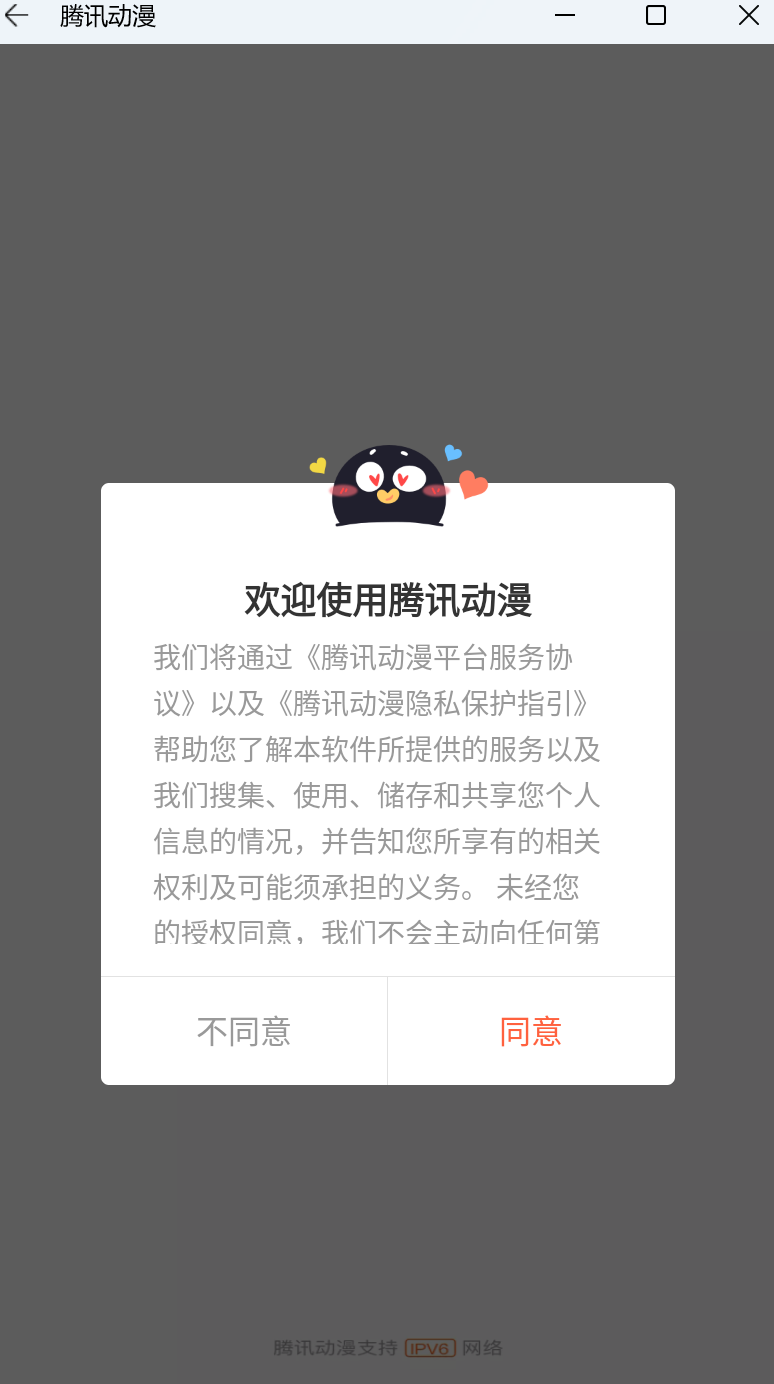 腾讯动漫
欢迎使用腾讯动漫
我们将通过《腾讯动漫平台服务协
议》以及《腾讯动漫隐私保护指引》
帮助您了解本软件所提供的服务以及
我们搜集、使用、储存和共享您个人
信息的情况，并告知您所享有的相关
权利及可能须承担的义务。 未经您
的授权同意，我们不会主动向任何第
不同意
同意
腾讯动漫支持 IPV6 网络